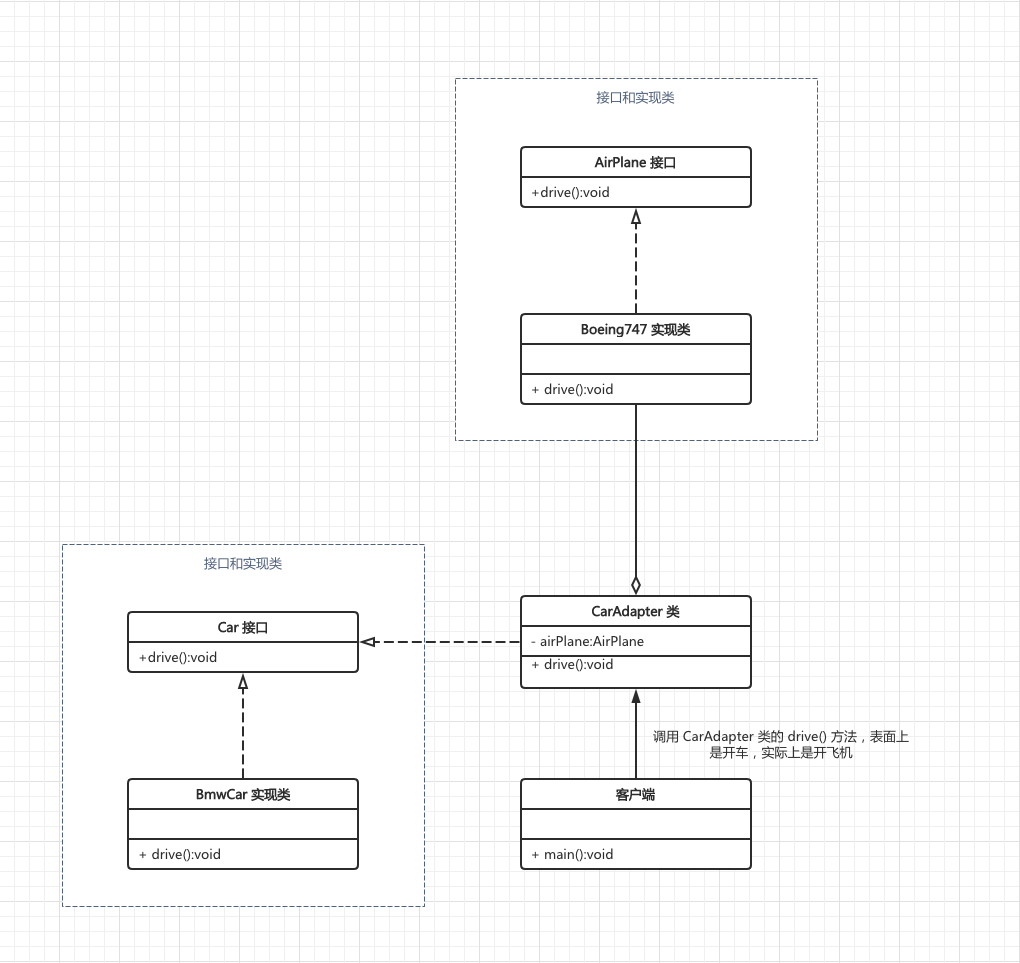 接口和实现类
AirPlane 接口
+drive():void
Boeing747 实现类
+ drive():void
接口和实现类
Car 接口
+drive():void
BmwCar 实现类
+ drive():void
CarAdapter 类
- airPlane:AirPlane
+ drive():void
调用 CarAdapter 类的 drive() 方法，表面上
是开车，实际上是开飞机
客户端
+ main():void